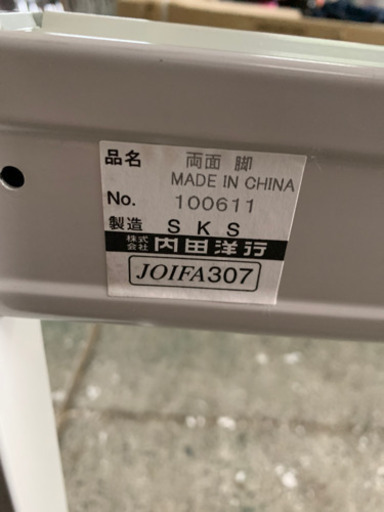 品名 両面 脚
MADE IN CHINA
No. 100611
製造 SKS
株式会社 内田洋行
JOIFA307